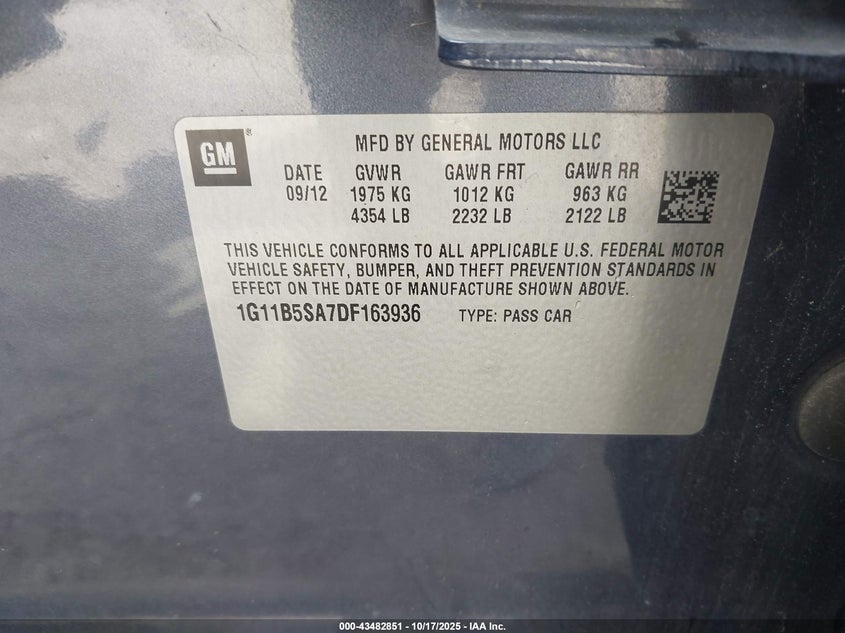 GM®
MFD BY GENERAL MOTORS LLC
DATE GVWR GAWR FRT GAWR RR
09/12 1975 KG 1012 KG 963 KG
4354 LB 2232 LB 2122 LB
THIS VEHICLE CONFORMS TO ALL APPLICABLE U.S. FEDERAL MOTOR
VEHICLE SAFETY, BUMPER, AND THEFT PREVENTION STANDARDS IN
EFFECT ON THE DATE OF MANUFACTURE SHOWN ABOVE.
1G11B5SA7DF163936 TYPE: PASS CAR
000-43482851 - 10/17/2025 - IAA Inc.